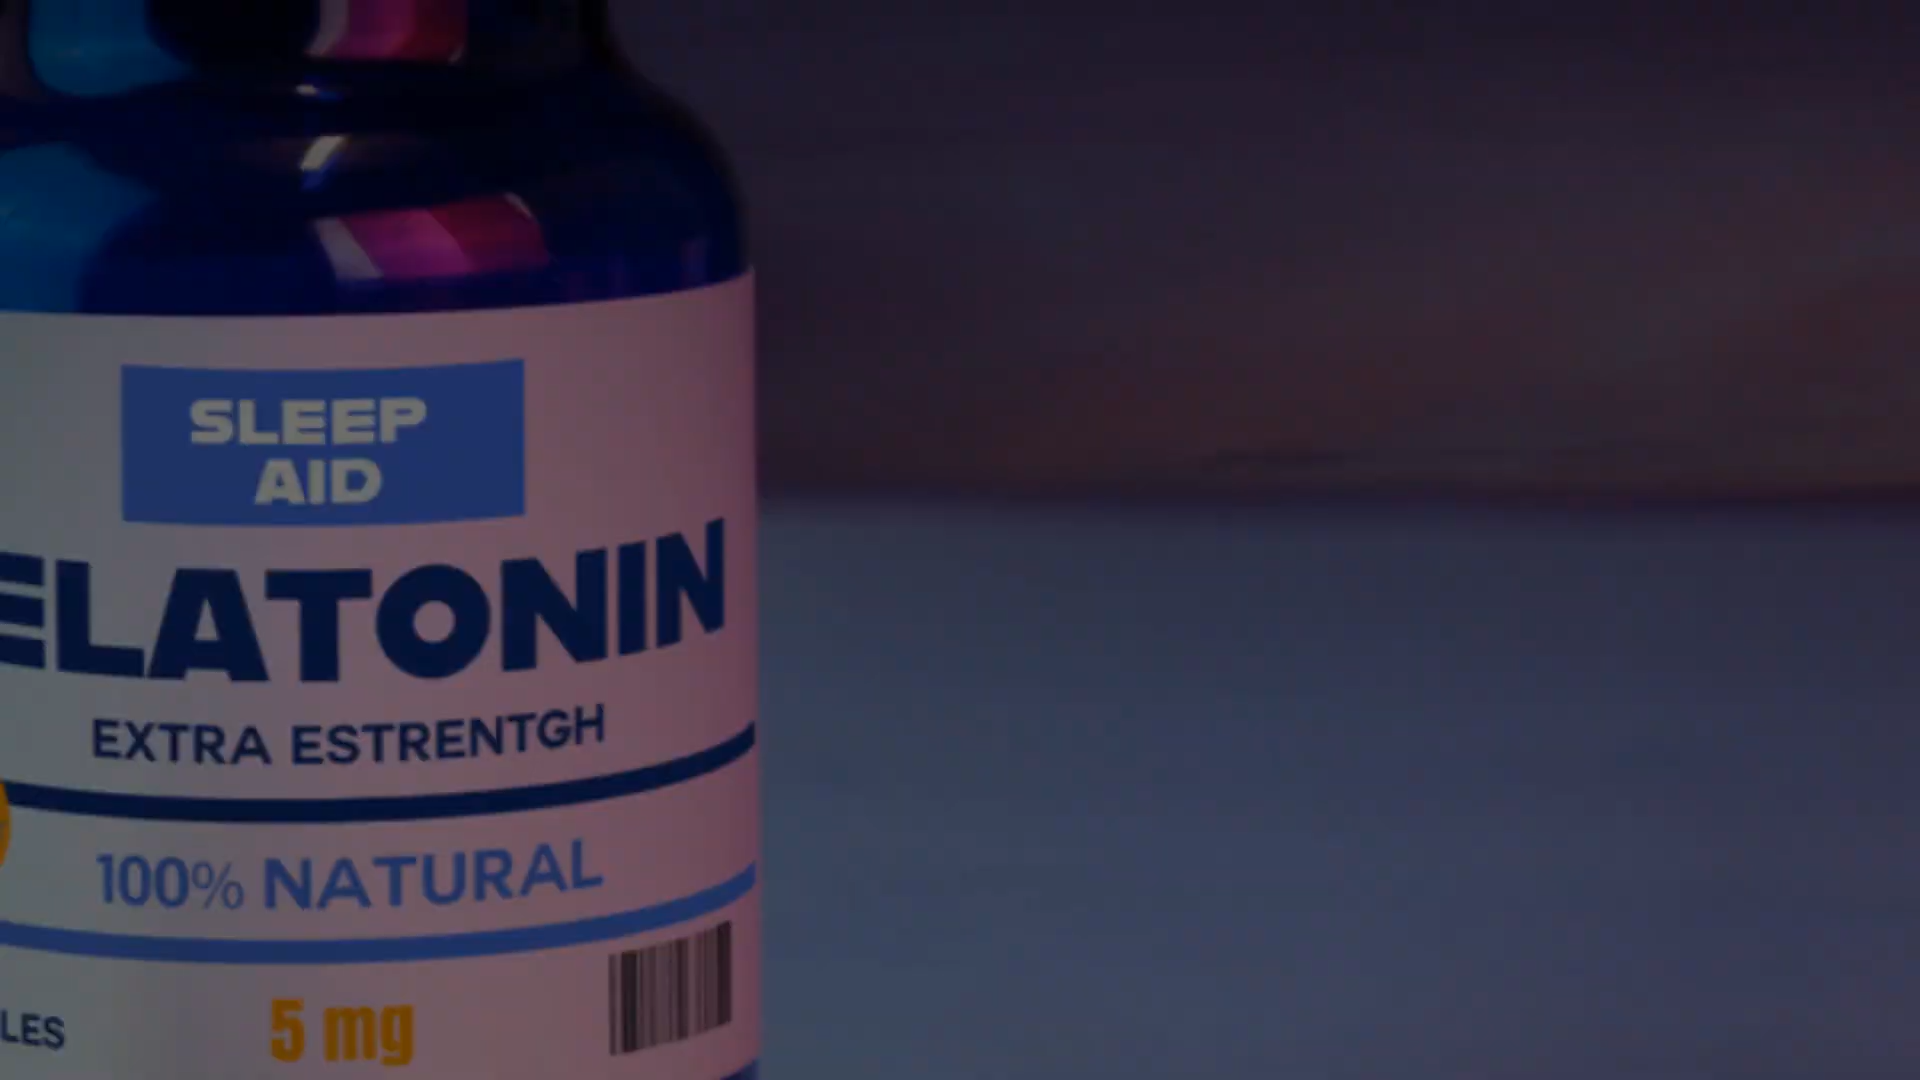 SLEEP
AID
ELATONIN
EXTRA ESTRENTGH
100% NATURAL
LES
5 mg